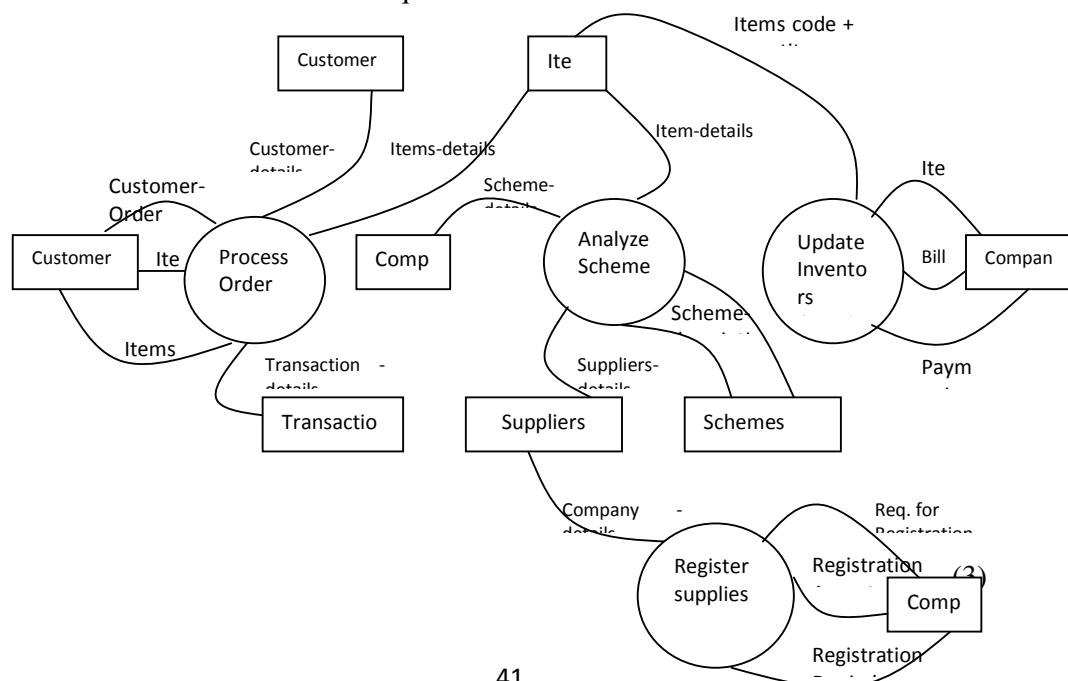 Items code +
Customer
Ite
Customer-
Items-details
Item-details
Customer-
Order
Scheme-
Ite
Customer
Ite
Process
Order
Comp
Analyze
Scheme
Update
Invento
rs
Bill
Compan
Items
Scheme-
Transaction -
Suppliers-
Paym
Transactio
Suppliers
Schemes
Company -
Req. for
Registration
Register
supplies
Registration
(3)
Comp
Registration
41